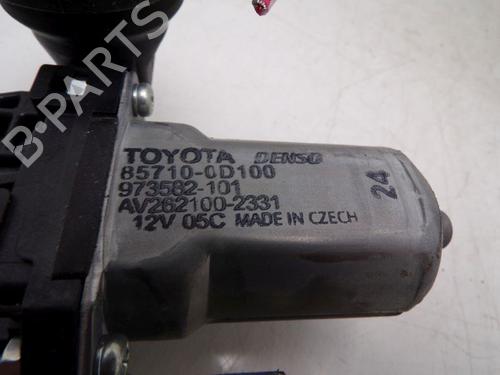 B-PARTS
TOYOTA DENSO
85710-0D100
973582-101
AV262100-2331
12V 05C MADE IN CZECH
24